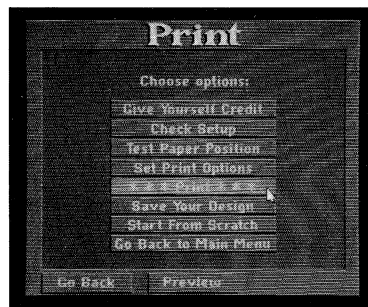 Print
Choose options:
Give Yourself Credit
Check Setup
Test Paper Position
Set Print Options
* * * Print * * *
Save Your Design
Start From Scratch
Go Back to Main Menu
Go Back Preview